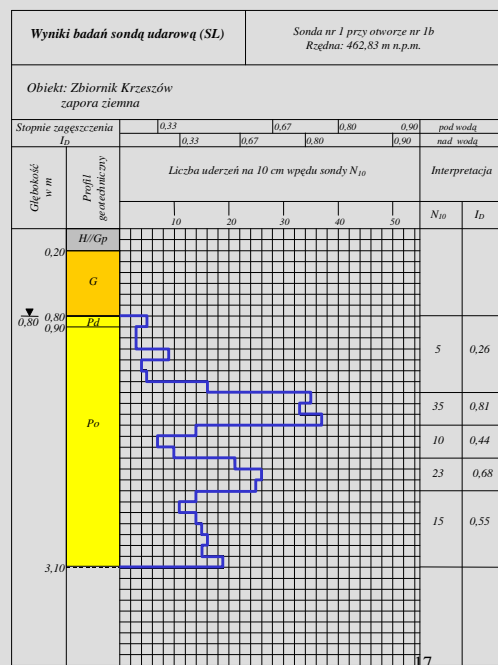 Wyniki badań sondą udarową (SL)
Sonda nr 1 przy otworze nr 1b
Rzędna: 462,83 m n.p.m.
Obiekt: Zbiornik Krzeszów
zapora ziemna
Stopnie zagęszczenia
I_D
0,33 0,67 0,80 0,90 pod wodą
0,33 0,67 0,80 0,90 nad wodą
Głębokość
w m
Profil
geotechniczny
Liczba uderzeń na 10 cm wpędu sondy N10
Interpretacja
10 20 30 40 50
N10 I_D
H//Gp
0,20
G
0,80 0,80
Pd
0,90
5 0,26
35 0,81
Po
10 0,44
23 0,68
15 0,55
3,10
17